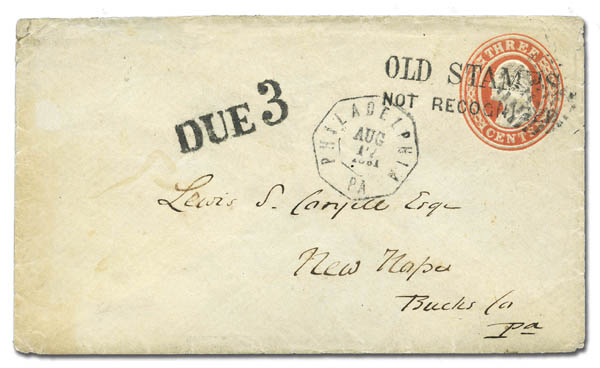 THREE
CENTS
OLD STAMPS
NOT RECOGNIZED
DUE 3
PHILADELPHIA
AUG
17
1861
PA
Lewis S. Coryell Esqr
New Hope
Bucks Co
Pa